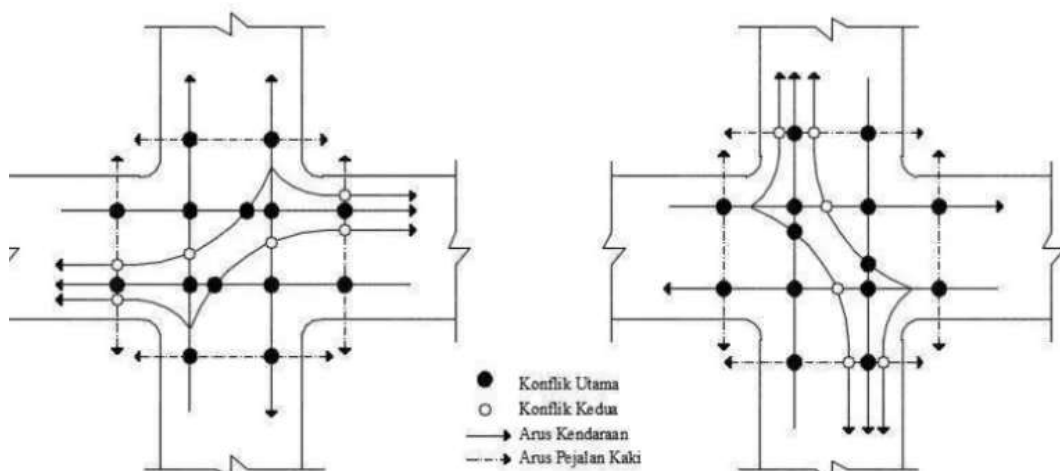 Konflik Utama
Konflik Kedua
Arus Kendaraan
Arus Pejalan Kaki